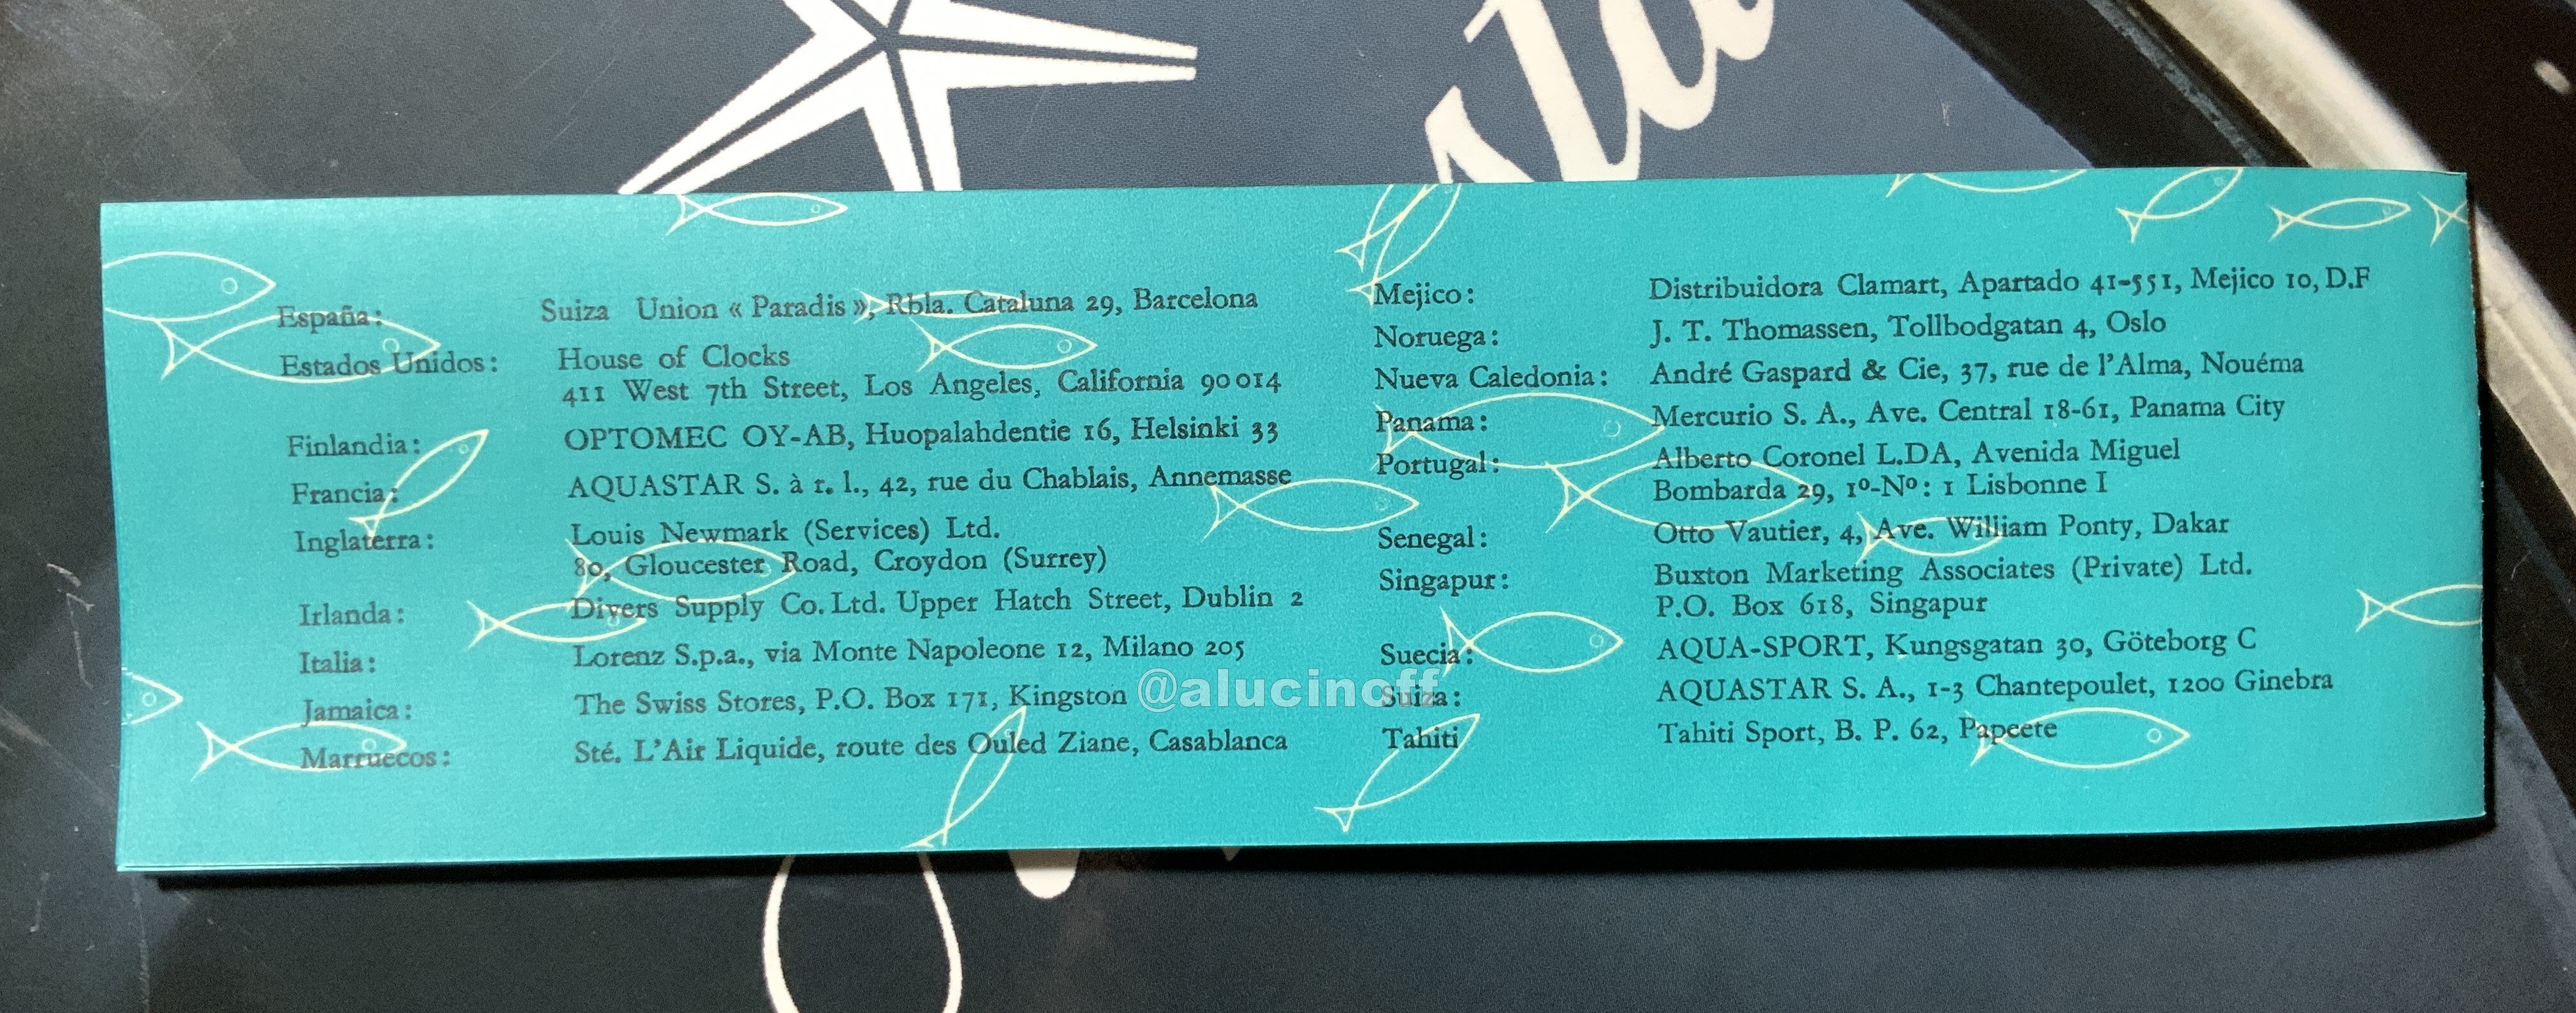 España: Suiza Union « Paradis », Rbla. Cataluna 29, Barcelona
Estados Unidos: House of Clocks
411 West 7th Street, Los Angeles, California 90014
Finlandia: OPTOMEC OY-AB, Huopalahdentie 16, Helsinki 33
Francia: AQUASTAR S. à r. l., 42, rue du Chablais, Annemasse
Inglaterra: Louis Newmark (Services) Ltd.
80, Gloucester Road, Croydon (Surrey)
Irlanda: Divers Supply Co. Ltd. Upper Hatch Street, Dublin 2
Italia: Lorenz S.p.a., via Monte Napoleone 12, Milano 205
Jamaica: The Swiss Stores, P.O. Box 171, Kingston
Marruecos: Sté. L'Air Liquide, route des Ouled Ziane, Casablanca
Mejico: Distribuidora Clamart, Apartado 41-551, Mejico 10, D.F
Noruega: J. T. Thomassen, Tollbodgatan 4, Oslo
Nueva Caledonia: André Gaspard & Cie, 37, rue de l'Alma, Nouéma
Panama: Mercurio S. A., Ave. Central 18-61, Panama City
Portugal: Alberto Coronel L.DA, Avenida Miguel
Bombarda 29, 1º-Nº: 1 Lisbonne I
Senegal: Otto Vautier, 4, Ave. William Ponty, Dakar
Singapur: Buxton Marketing Associates (Private) Ltd.
P.O. Box 618, Singapur
Suecia: AQUA-SPORT, Kungsgatan 30, Göteborg C
Suiza: AQUASTAR S. A., 1-3 Chantepoulet, 1200 Ginebra
Tahiti Tahiti Sport, B. P. 62, Papeete
@alucinoff